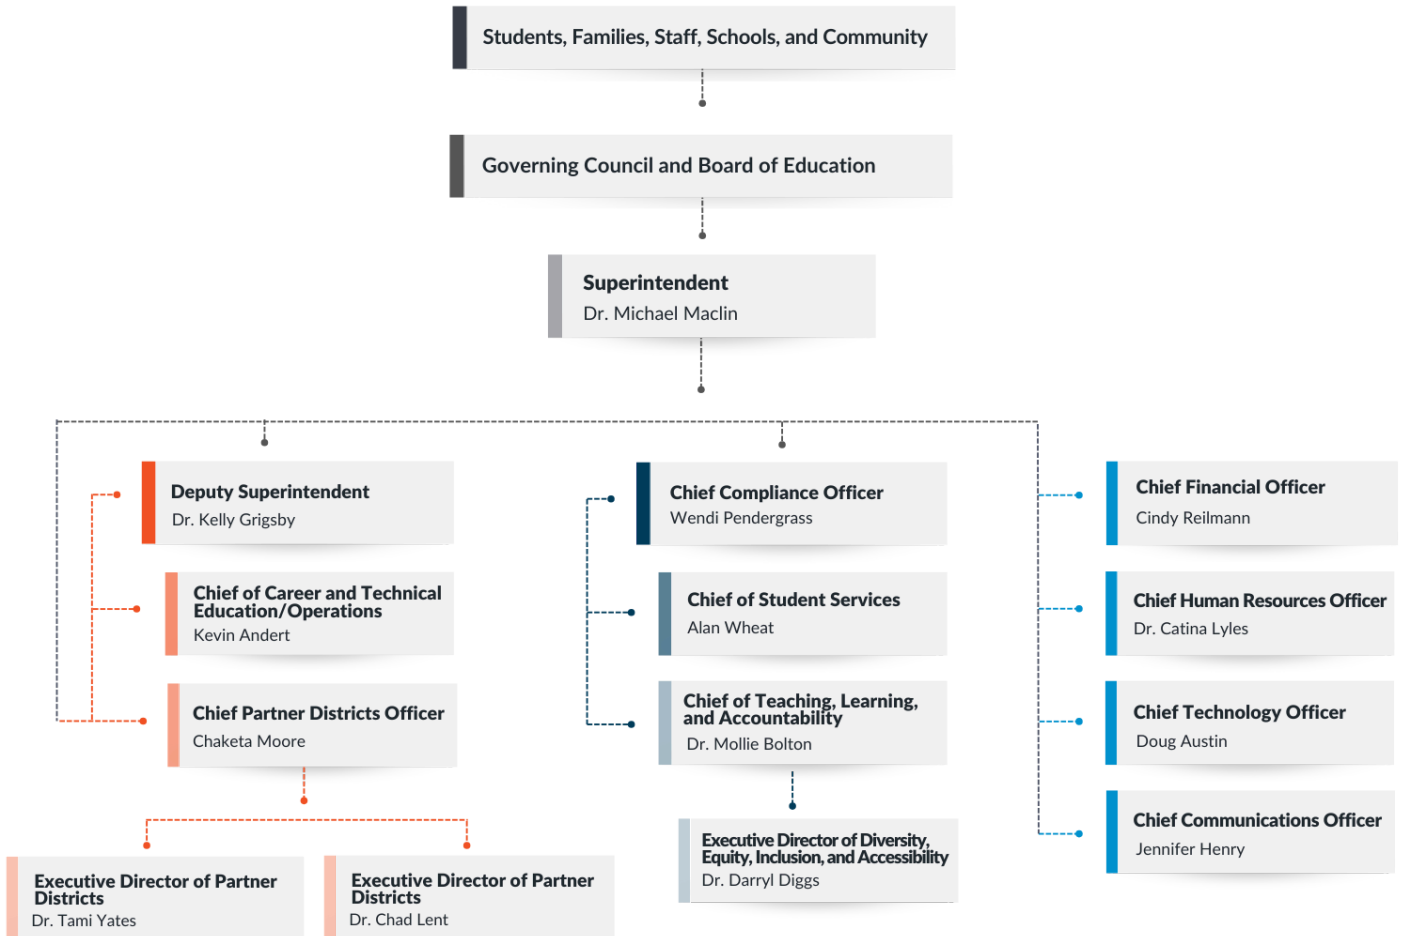 Students, Families, Staff, Schools, and Community
Governing Council and Board of Education
Superintendent
Dr. Michael Maclin
Deputy Superintendent
Dr. Kelly Grigsby
Chief of Career and Technical
Education/Operations
Kevin Andert
Chief Partner Districts Officer
Chaketa Moore
Executive Director of Partner
Districts
Dr. Tami Yates
Executive Director of Partner
Districts
Dr. Chad Lent
Chief Compliance Officer
Wendi Pendergrass
Chief of Student Services
Alan Wheat
Chief of Teaching, Learning,
and Accountability
Dr. Mollie Bolton
Executive Director of Diversity,
Equity, Inclusion, and Accessibility
Dr. Darryl Diggs
Chief Financial Officer
Cindy Reilmann
Chief Human Resources Officer
Dr. Catina Lyles
Chief Technology Officer
Doug Austin
Chief Communications Officer
Jennifer Henry